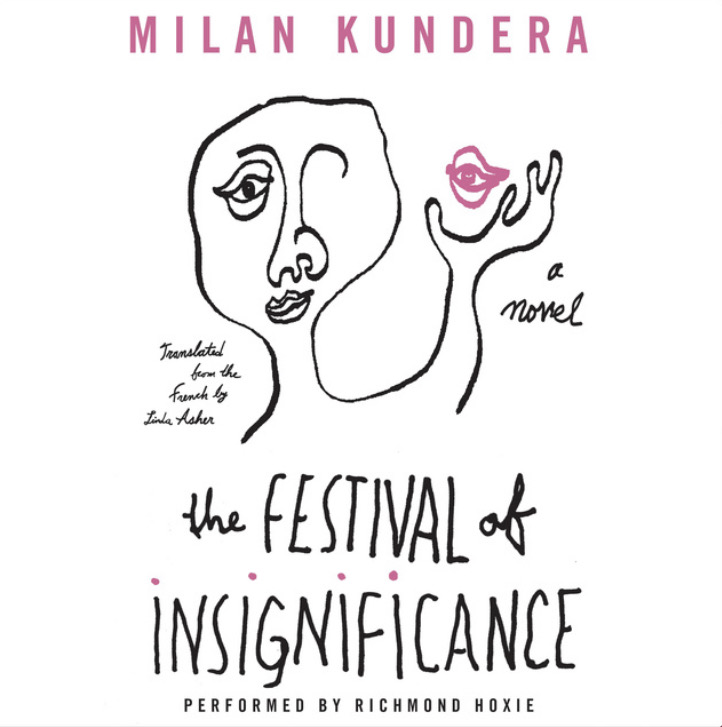 MILAN KUNDERA
a
novel
Translated
from the
French by
Linda Asher
the FESTIVAL of
iNSiGNiFiCANCE
PERFORMED BY RICHMOND HOXIE